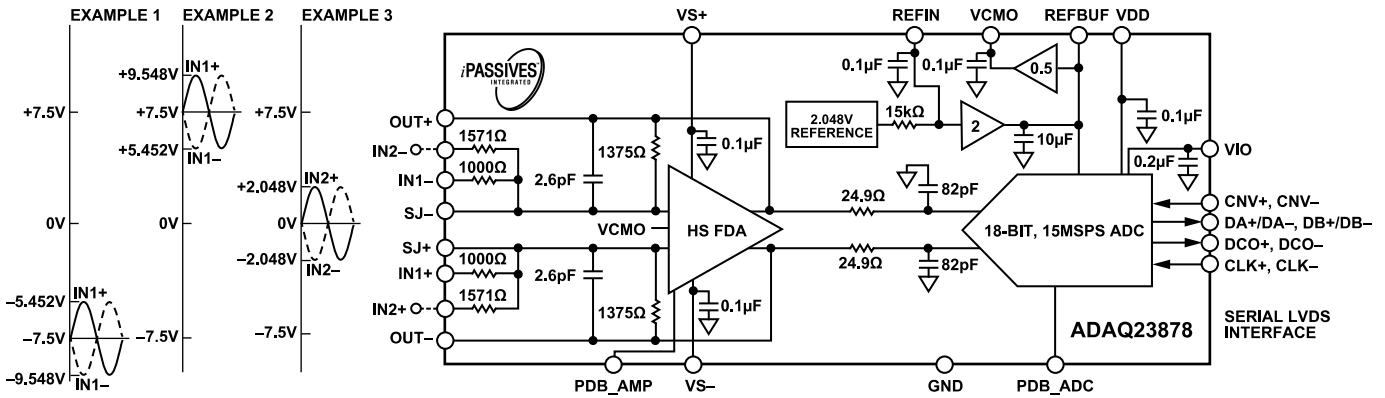 EXAMPLE 1
+7.5V
0V
–5.452V
IN1+
–7.5V
–9.548V
IN1–
EXAMPLE 2
+9.548V
IN1+
+7.5V
+5.452V
IN1–
0V
–7.5V
EXAMPLE 3
+7.5V
IN2+
+2.048V
0V
–2.048V
IN2–
–7.5V
VS+
REFIN
VCMO
REFBUF
VDD
iPASSIVES
INTEGRATED
0.1µF
0.1µF
0.5
2.048V
REFERENCE
15kΩ
2
10µF
0.1µF
0.2µF
VIO
OUT+
1571Ω
IN2–
1000Ω
IN1–
SJ–
2.6pF
1375Ω
0.1µF
VCMO
HS FDA
24.9Ω
82pF
18-BIT, 15MSPS ADC
CNV+, CNV–
DA+/DA–, DB+/DB–
DCO+, DCO–
CLK+, CLK–
SJ+
1000Ω
IN1+
1571Ω
IN2+
OUT–
2.6pF
1375Ω
0.1µF
24.9Ω
82pF
ADAQ23878
SERIAL LVDS
INTERFACE
PDB_AMP
VS–
GND
PDB_ADC